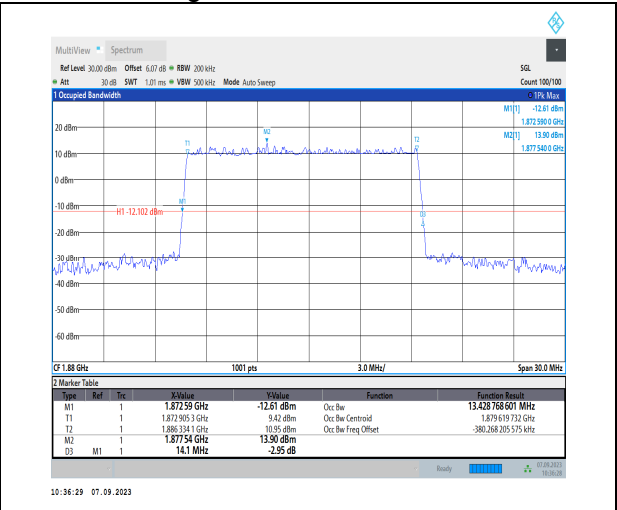 MultiView Spectrum
Ref Level 30.00 dBm Offset 6.07 dB RBW 200 kHz SGL
Att 30 dB SWT 1.01 ms VBW 500 kHz Mode Auto Sweep Count 100/100
1 Occupied Bandwidth 1Pk Max
M1[1] -12.61 dBm
1.872 590 0 GHz
M2[1] 13.90 dBm
1.877 540 0 GHz
20 dBm
M2
T1 T2
10 dBm
0 dBm
-10 dBm
M1
H1 -12.102 dBm
D3
-20 dBm
-30 dBm
-40 dBm
-50 dBm
-60 dBm
CF 1.88 GHz 1001 pts 3.0 MHz/ Span 30.0 MHz
2 Marker Table
Type Ref Trc X-Value Y-Value Function Function Result
M1 1 1.872 59 GHz -12.61 dBm Occ Bw 13.428 768 601 MHz
T1 1 1.872 905 3 GHz 9.42 dBm Occ Bw Centroid 1.879 619 732 GHz
T2 1 1.886 334 1 GHz 10.95 dBm Occ Bw Freq Offset -380.268 205 575 kHz
M2 1 1.877 54 GHz 13.90 dBm
D3 M1 1 14.1 MHz -2.95 dB
Ready 07.09.2023
10:36:28
10:36:29 07.09.2023